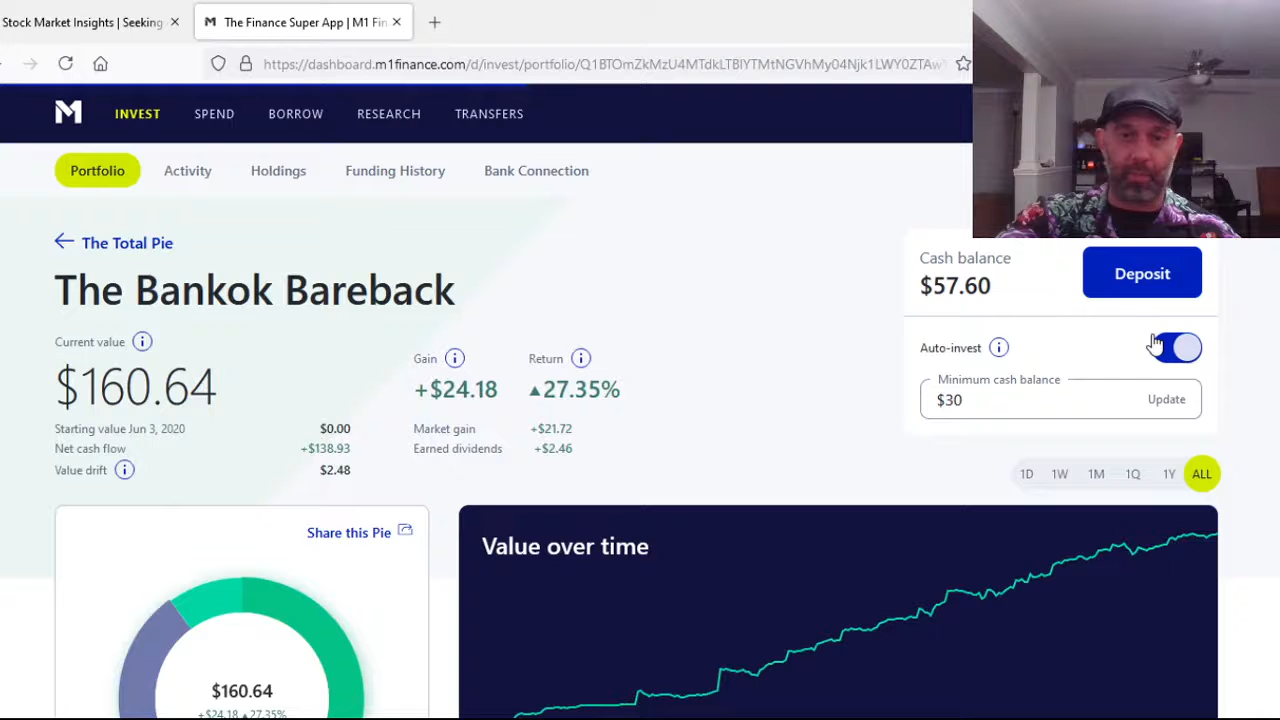 Stock Market Insights | Seeking
The Finance Super App | M1 Fin
https://dashboard.m1finance.com/d/invest/portfolio/
INVEST SPEND BORROW RESEARCH TRANSFERS
Portfolio Activity Holdings Funding History Bank Connection
The Total Pie
The Bankok Bareback
Cash balance
$57.60
Deposit
Current value
$160.64
Gain
+$24.18
Return
▲27.35%
Auto-invest
Minimum cash balance
$30 Update
Starting value Jun 3, 2020 $0.00
Net cash flow +$138.93
Value drift $2.48
Market gain +$21.72
Earned dividends +$2.46
1D 1W 1M 1Q 1Y ALL
Share this Pie
Value over time
$160.64
+$24.18 ▲27.35%